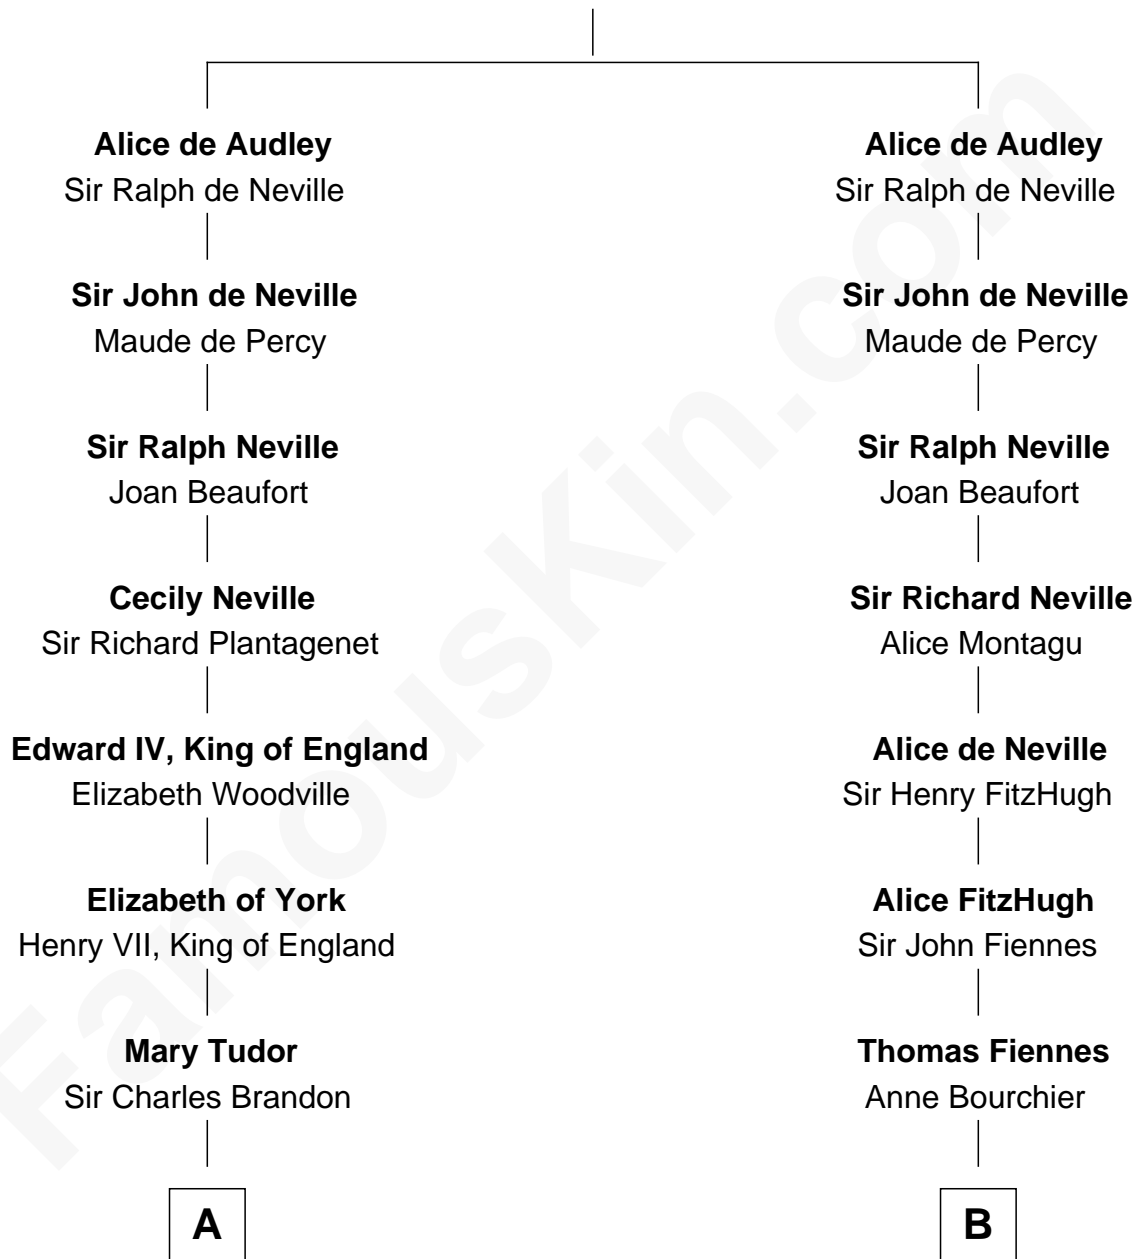 Alice de Audley
Sir Ralph de Neville
Sir John de Neville
Maude de Percy
Sir Ralph Neville
Joan Beaufort
Cecily Neville
Sir Richard Plantagenet
Edward IV, King of England
Elizabeth Woodville
Elizabeth of York
Henry VII, King of England
Mary Tudor
Sir Charles Brandon
A
Alice de Audley
Sir Ralph de Neville
Sir John de Neville
Maude de Percy
Sir Ralph Neville
Joan Beaufort
Sir Richard Neville
Alice Montagu
Alice de Neville
Sir Henry FitzHugh
Alice FitzHugh
Sir John Fiennes
Thomas Fiennes
Anne Bourchier
B
FamousKin.com